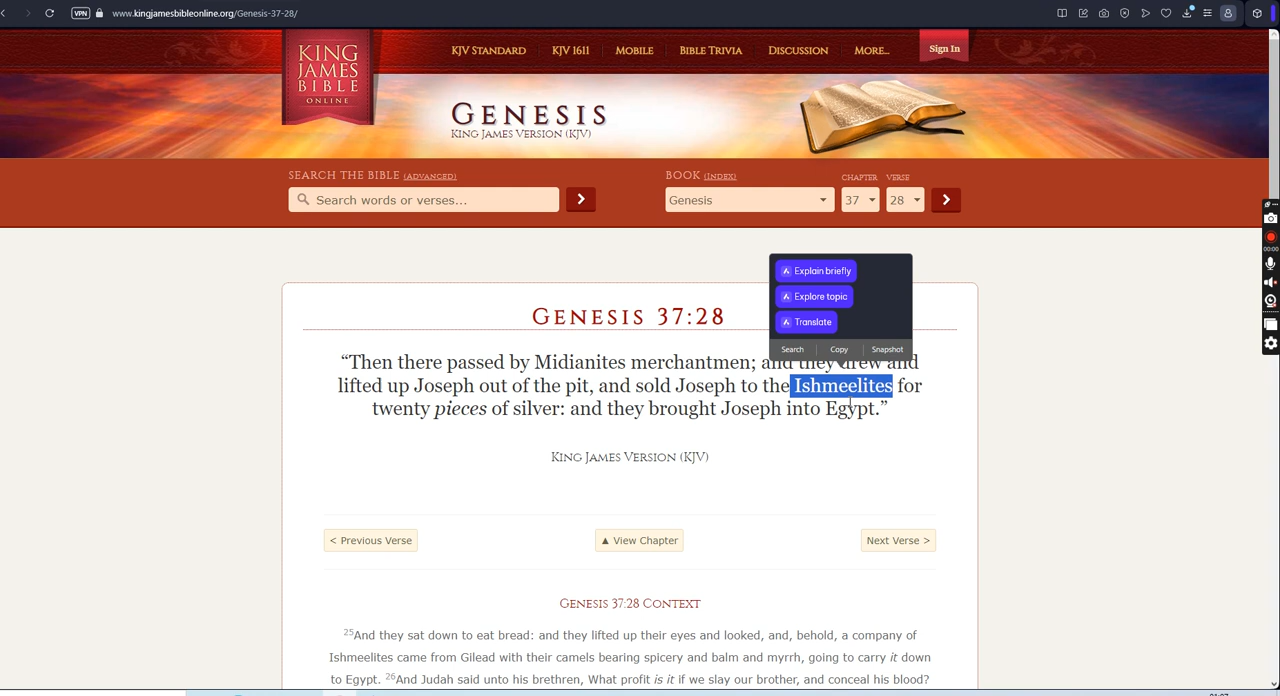 VPN www.kingjamesbibleonline.org/Genesis-37-28/
KING
JAMES
BIBLE
ONLINE
KJV Standard KJV 1611 Mobile Bible Trivia Discussion More... Sign In
Genesis
King James Version (KJV)
Search the Bible (Advanced)
Book (Index) Chapter Verse
Search words or verses...
Genesis 37 28
Explain briefly
Explore topic
Translate
Search Copy Snapshot
Genesis 37:28
“Then there passed by Midianites merchantmen; and they drew and
lifted up Joseph out of the pit, and sold Joseph to the Ishmeelites for
twenty pieces of silver: and they brought Joseph into Egypt.”
King James Version (KJV)
< Previous Verse ▲ View Chapter Next Verse >
Genesis 37:28 Context
25And they sat down to eat bread: and they lifted up their eyes and looked, and, behold, a company of
Ishmeelites came from Gilead with their camels bearing spicery and balm and myrrh, going to carry it down
to Egypt. 26And Judah said unto his brethren, What profit is it if we slay our brother, and conceal his blood?
00:00